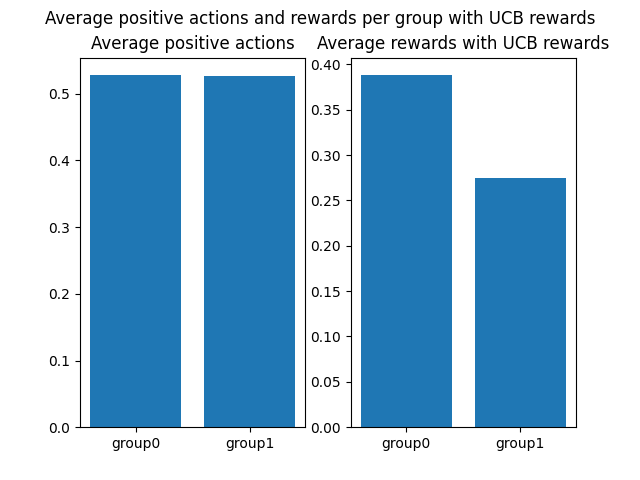 Average positive actions and rewards per group with UCB rewards
Average positive actions
0.5
0.4
0.3
0.2
0.1
0.0
group0
group1
Average rewards with UCB rewards
0.40
0.35
0.30
0.25
0.20
0.15
0.10
0.05
0.00
group0
group1